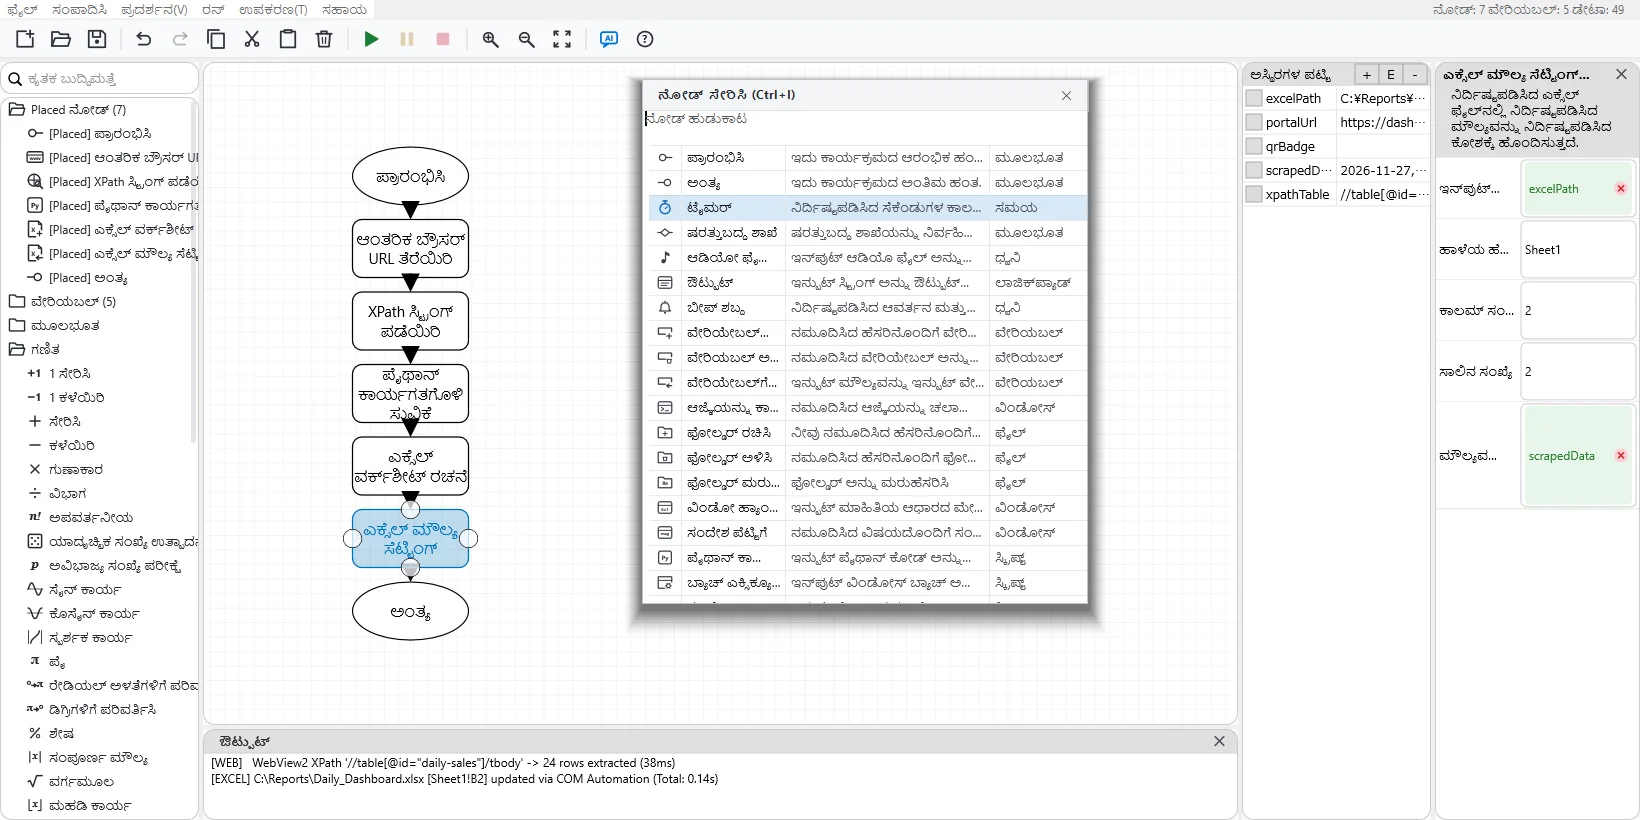 ಫೈಲ್ ಸಂಪಾದಿಸಿ ಪ್ರದರ್ಶನ(V) ರನ್ ಉಪಕರಣ(T) ಸಹಾಯ
ನೋಡ್: 7 ವೇರಿಯಬಲ್: 5 ಡೇಟಾ: 49
AI
ಕೃತಕ ಬುದ್ಧಿಮತ್ತೆ
Placed ನೋಡ್ (7)
[Placed] ಪ್ರಾರಂಭಿಸಿ
[Placed] ಆಂತರಿಕ ಬ್ರೌಸರ್ UR
[Placed] XPath ಸ್ಟ್ರಿಂಗ್ ಪಡೆಯಿ
[Placed] ಪೈಥಾನ್ ಕಾರ್ಯಗತ
[Placed] ಎಕ್ಸೆಲ್ ವರ್ಕ್‌ಶೀಟ್
[Placed] ಎಕ್ಸೆಲ್ ಮೌಲ್ಯ ಸೆಟ್ಟಿ
[Placed] ಅಂತ್ಯ
ವೇರಿಯಬಲ್ (5)
ಮೂಲಭೂತ
ಗಣಿತ
+1 1 ಸೇರಿಸಿ
−1 1 ಕಳೆಯಿರಿ
ಸೇರಿಸಿ
ಕಳೆಯಿರಿ
ಗುಣಾಕಾರ
ವಿಭಾಗ
n! ಅಪವರ್ತನೀಯ
ಯಾದೃಚ್ಛಿಕ ಸಂಖ್ಯೆ ಉತ್ಪಾದನ
p ಅವಿಭಾಜ್ಯ ಸಂಖ್ಯೆ ಪರೀಕ್ಷೆ
ಸೈನ್ ಕಾರ್ಯ
ಕೊಸೈನ್ ಕಾರ್ಯ
ಸ್ಪರ್ಶಕ ಕಾರ್ಯ
π ಪೈ
°→π ರೇಡಿಯಲ್ ಅಳತೆಗಳಿಗೆ ಪರಿವ
π→° ಡಿಗ್ರಿಗಳಿಗೆ ಪರಿವರ್ತಿಸಿ
% ಶೇಷ
|x| ಸಂಪೂರ್ಣ ಮೌಲ್ಯ
√ ವರ್ಗಮೂಲ
⌊x⌋ ಮಹಡಿ ಕಾರ್ಯ
ಪ್ರಾರಂಭಿಸಿ
ಆಂತರಿಕ ಬ್ರೌಸರ್
URL ತೆರೆಯಿರಿ
XPath ಸ್ಟ್ರಿಂಗ್
ಪಡೆಯಿರಿ
ಪೈಥಾನ್
ಕಾರ್ಯಗತಗೊಳಿ
ಸುವಿಕೆ
ಎಕ್ಸೆಲ್
ವರ್ಕ್‌ಶೀಟ್ ರಚನೆ
ಎಕ್ಸೆಲ್ ಮೌಲ್ಯ
ಸೆಟ್ಟಿಂಗ್
ಅಂತ್ಯ
ನೋಡ್ ಸೇರಿಸಿ (Ctrl+I)
ನೋಡ್ ಹುಡುಕಾಟ
ಪ್ರಾರಂಭಿಸಿ ಇದು ಕಾರ್ಯಕ್ರಮದ ಆರಂಭಿಕ ಹಂ... ಮೂಲಭೂತ
ಅಂತ್ಯ ಇದು ಕಾರ್ಯಕ್ರಮದ ಅಂತಿಮ ಹಂತ. ಮೂಲಭೂತ
ಟೈಮರ್ ನಿರ್ದಿಷ್ಟಪಡಿಸಿದ ಸೆಕೆಂಡುಗಳ ಕಾಲ... ಸಮಯ
ಷರತ್ತುಬದ್ಧ ಶಾಖೆ ಷರತ್ತುಬದ್ಧ ಶಾಖೆಯನ್ನು ನಿರ್ವಹಿ... ಮೂಲಭೂತ
ಆಡಿಯೋ ಫೈ... ಇನ್‌ಪುಟ್ ಆಡಿಯೊ ಫೈಲ್ ಅನ್ನು... ಧ್ವನಿ
ಔಟ್ಪುಟ್ ಇನ್ಪುಟ್ ಸ್ಟ್ರಿಂಗ್ ಅನ್ನು ಔಟ್ಪುಟ್... ಲಾಜಿಕ್‌ಪ್ಯಾಡ್
ಬೀಪ್ ಶಬ್ದ ನಿರ್ದಿಷ್ಟಪಡಿಸಿದ ಆವರ್ತನ ಮತ್ತು... ಧ್ವನಿ
ವೇರಿಯೇಬಲ್... ನಮೂದಿಸಿದ ಹೆಸರಿನೊಂದಿಗೆ ವೇರಿ... ವೇರಿಯಬಲ್
ವೇರಿಯಬಲ್ ಅ... ನಮೂದಿಸಿದ ವೇರಿಯೇಬಲ್ ಅನ್ನು... ವೇರಿಯಬಲ್
ವೇರಿಯೇಬಲ್‌ಗೆ... ಇನ್ಪುಟ್ ಮೌಲ್ಯವನ್ನು ಇನ್ಪುಟ್ ವೇ... ವೇರಿಯಬಲ್
ಆಜ್ಞೆಯನ್ನು ಕಾ... ನಮೂದಿಸಿದ ಆಜ್ಞೆಯನ್ನು ಚಲಾ... ವಿಂಡೋಸ್
ಫೋಲ್ಡರ್ ರಚಿಸಿ ನೀವು ನಮೂದಿಸಿದ ಹೆಸರಿನೊಂದಿಗೆ... ಫೈಲ್
ಫೋಲ್ಡರ್ ಅಳಿಸಿ ನಮೂದಿಸಿದ ಹೆಸರಿನೊಂದಿಗೆ ಫೋ... ಫೈಲ್
ಫೋಲ್ಡರ್ ಮರು... ಫೋಲ್ಡರ್ ಅನ್ನು ಮರುಹೆಸರಿಸಿ ಫೈಲ್
ವಿಂಡೋ ಹ್ಯಾಂ... ಇನ್ಪುಟ್ ಮಾಹಿತಿಯ ಆಧಾರದ ಮೇ... ವಿಂಡೋಸ್
ಸಂದೇಶ ಪೆಟ್ಟಿಗೆ ನಮೂದಿಸಿದ ವಿಷಯದೊಂದಿಗೆ ಸಂ... ವಿಂಡೋಸ್
ಪೈಥಾನ್ ಕಾ... ಇನ್ಪುಟ್ ಪೈಥಾನ್ ಕೋಡ್ ಅನ್ನು... ಸ್ಕ್ರಿಪ್ಟ್
ಬ್ಯಾಚ್ ಎಕ್ಸಿಕ್ಯೂ... ಇನ್‌ಪುಟ್ ವಿಂಡೋಸ್ ಬ್ಯಾಚ್ ಅ... ಸ್ಕ್ರಿಪ್ಟ್
ಔಟ್ಪುಟ್
[WEB] WebView2 XPath '//table[@id="daily-sales"]/tbody' -> 24 rows extracted (38ms)
[EXCEL] C:\Reports\Daily_Dashboard.xlsx [Sheet1!B2] updated via COM Automation (Total: 0.14s)
ಅಸ್ಥಿರಗಳ ಪಟ್ಟಿ + E -
excelPath C:¥Reports¥···
portalUrl https://dash···
qrBadge
scrapedD··· 2026-11-27,···
xpathTable //table[@id=···
ಎಕ್ಸೆಲ್ ಮೌಲ್ಯ ಸೆಟ್ಟಿಂಗ್...
ನಿರ್ದಿಷ್ಟಪಡಿಸಿದ ಎಕ್ಸೆಲ್
ಫೈಲ್‌ನಲ್ಲಿ ನಿರ್ದಿಷ್ಟಪಡಿಸಿದ
ಮೌಲ್ಯವನ್ನು ನಿರ್ದಿಷ್ಟಪಡಿಸಿದ
ಕೋಶಕ್ಕೆ ಹೊಂದಿಸುತ್ತದೆ.
ಇನ್‌ಪುಟ್... excelPath
ಹಾಳೆಯ ಹೆ... Sheet1
ಕಾಲಮ್ ಸಂ... 2
ಸಾಲಿನ ಸಂಖ್ಯೆ 2
ಮೌಲ್ಯವ... scrapedData